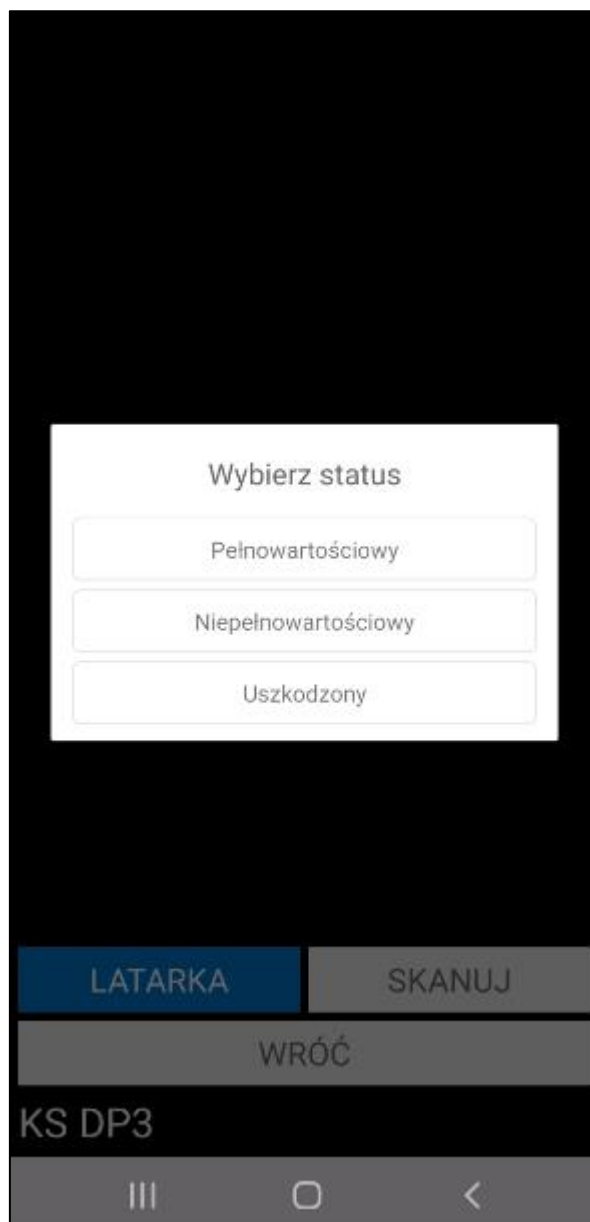 Wybierz status
Pełnowartościowy
Niepełnowartościowy
Uszkodzony
LATARKA SKANUJ
WRÓĆ
KS DP3